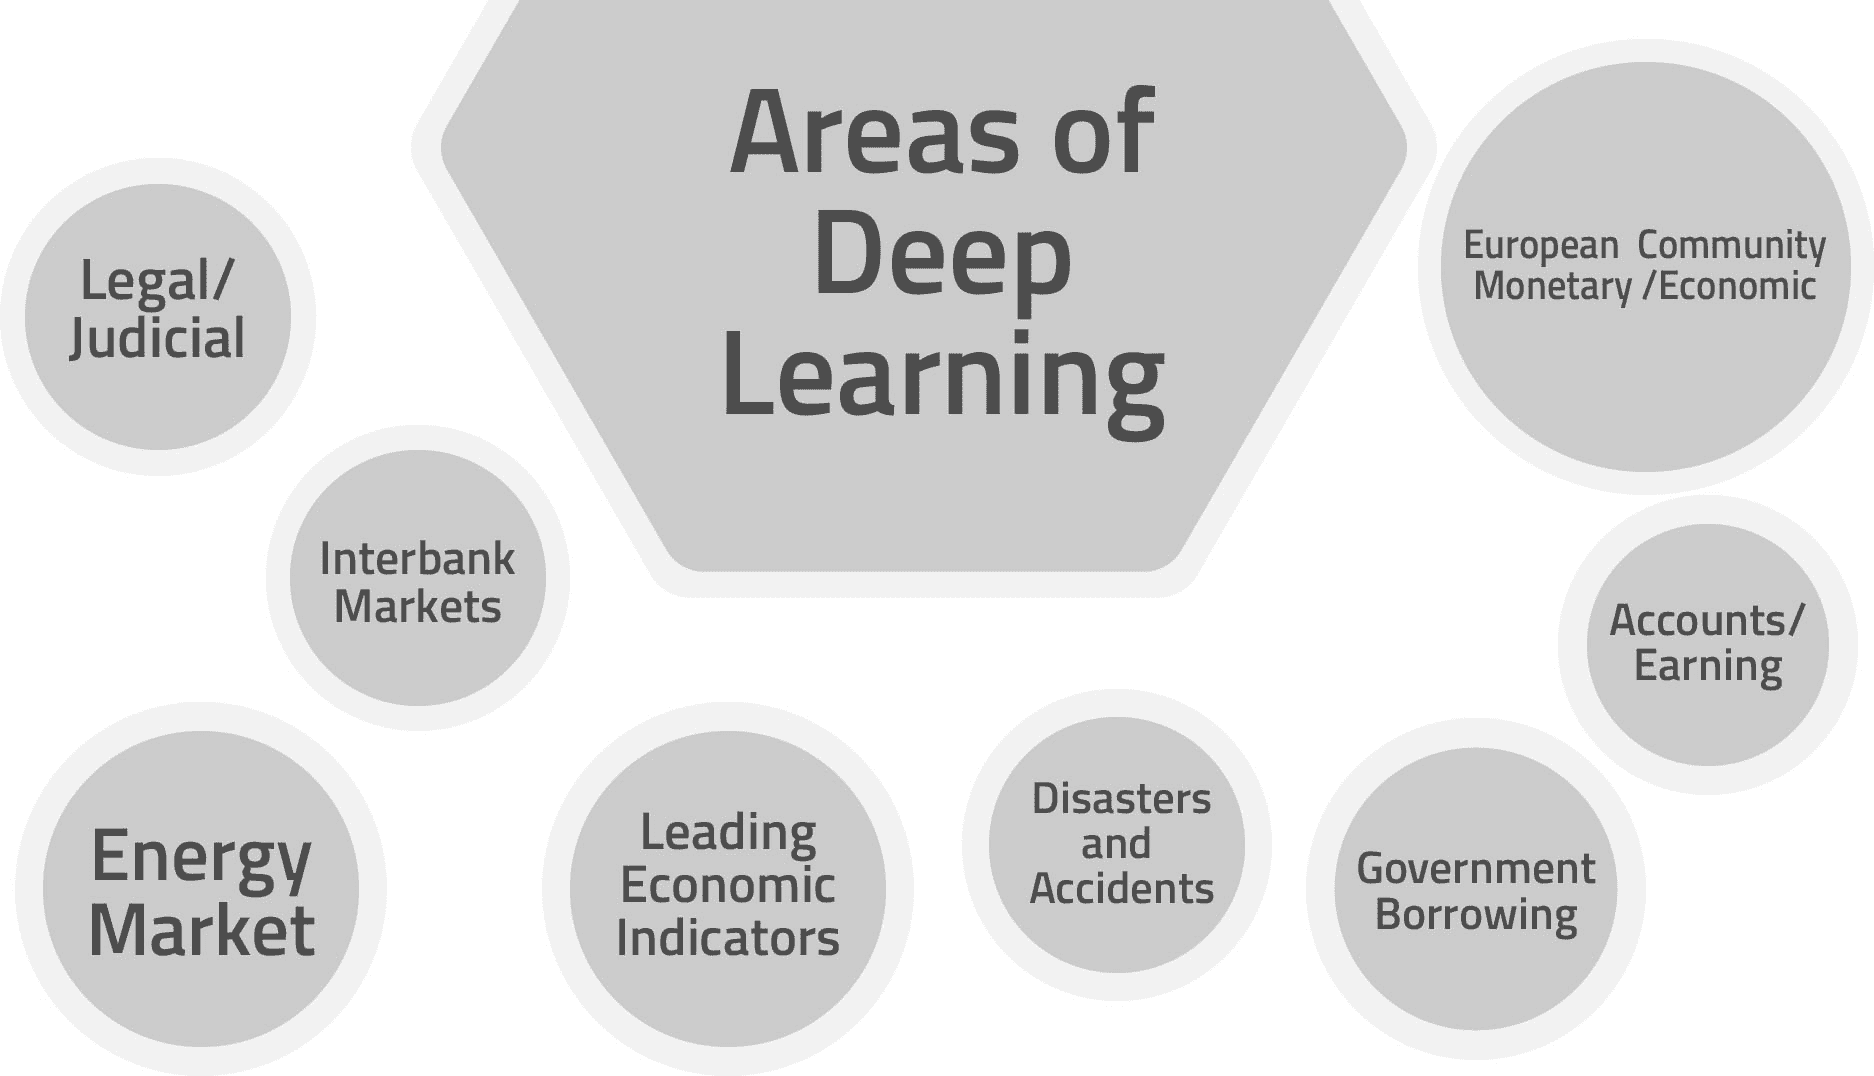 Areas of
Deep
Learning
Legal/
Judicial
European  Community
Monetary /Economic
Interbank
Markets
Accounts/
Earning
Energy
Market
Leading
Economic
Indicators
Disasters
and
Accidents
Government
Borrowing